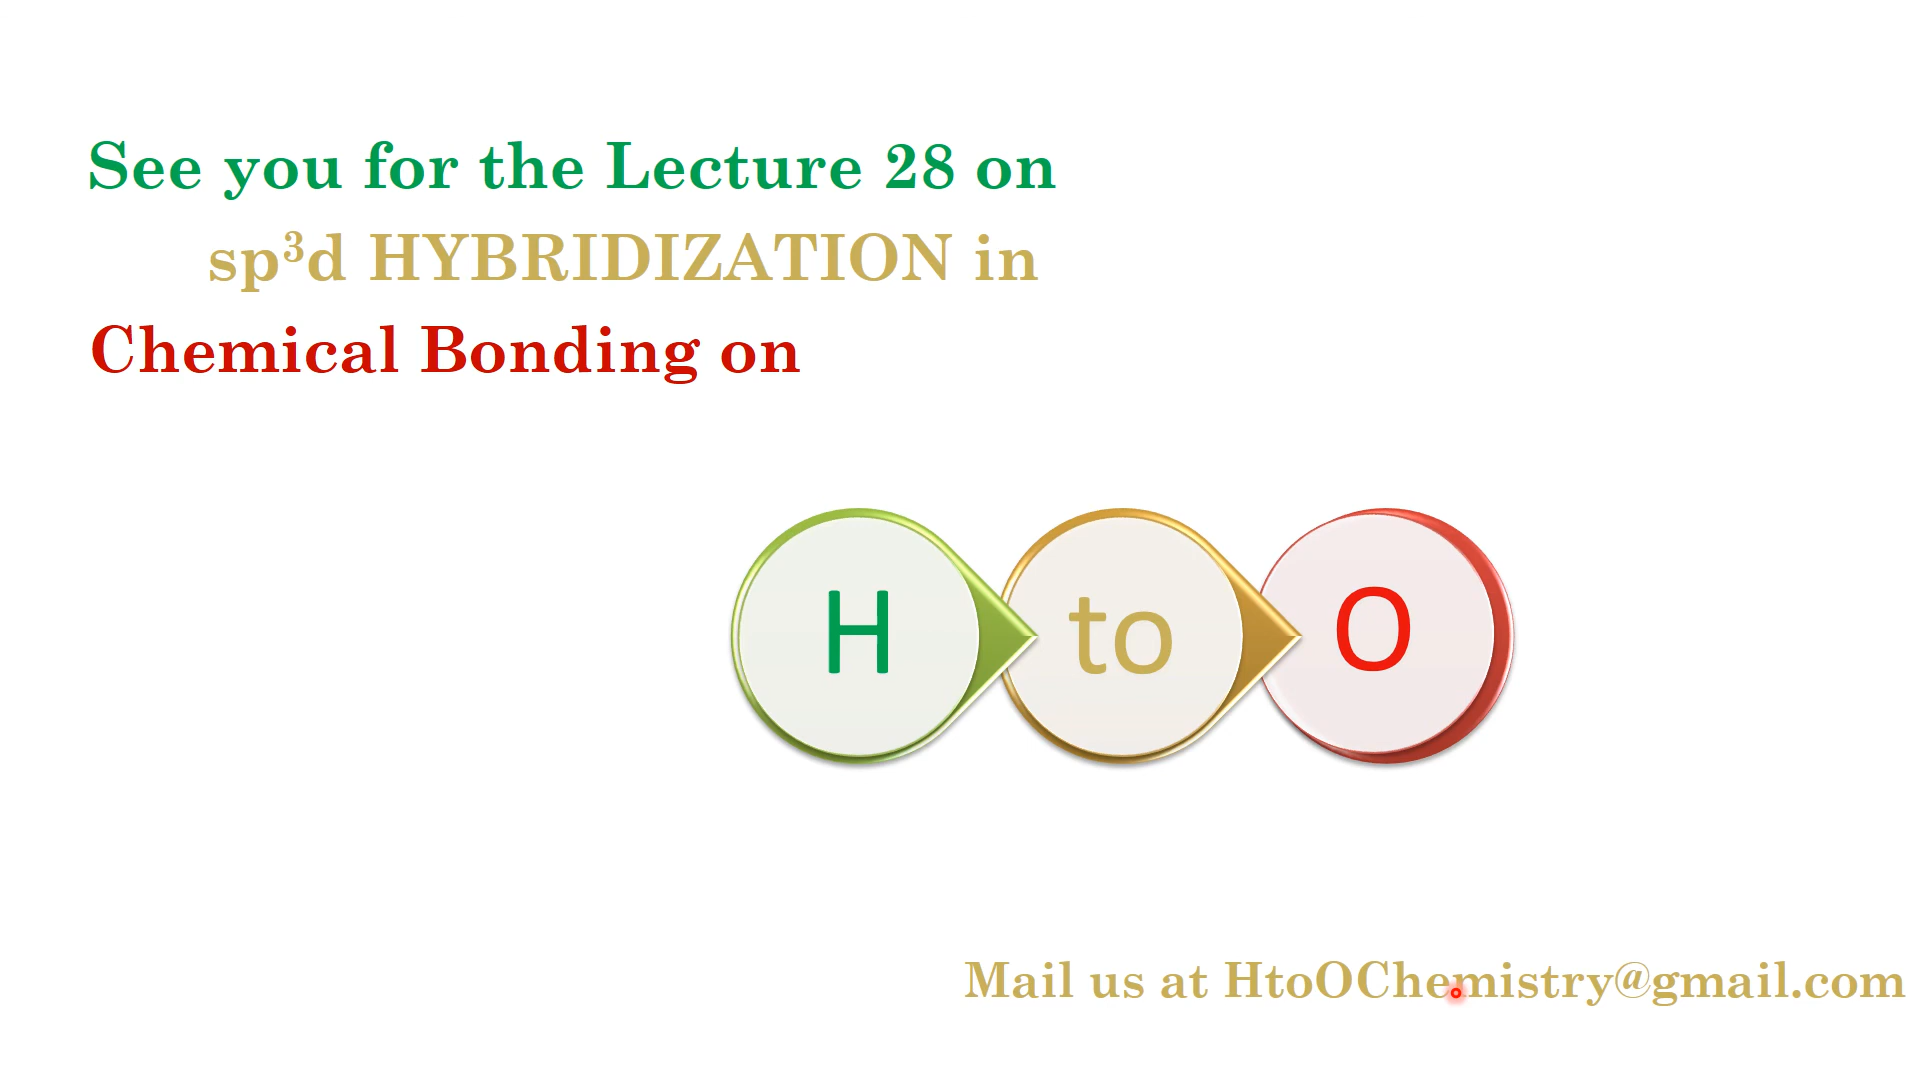 See you for the Lecture 28 on
sp³d HYBRIDIZATION in
Chemical Bonding on
H to O
Mail us at HtoOChemistry@gmail.com